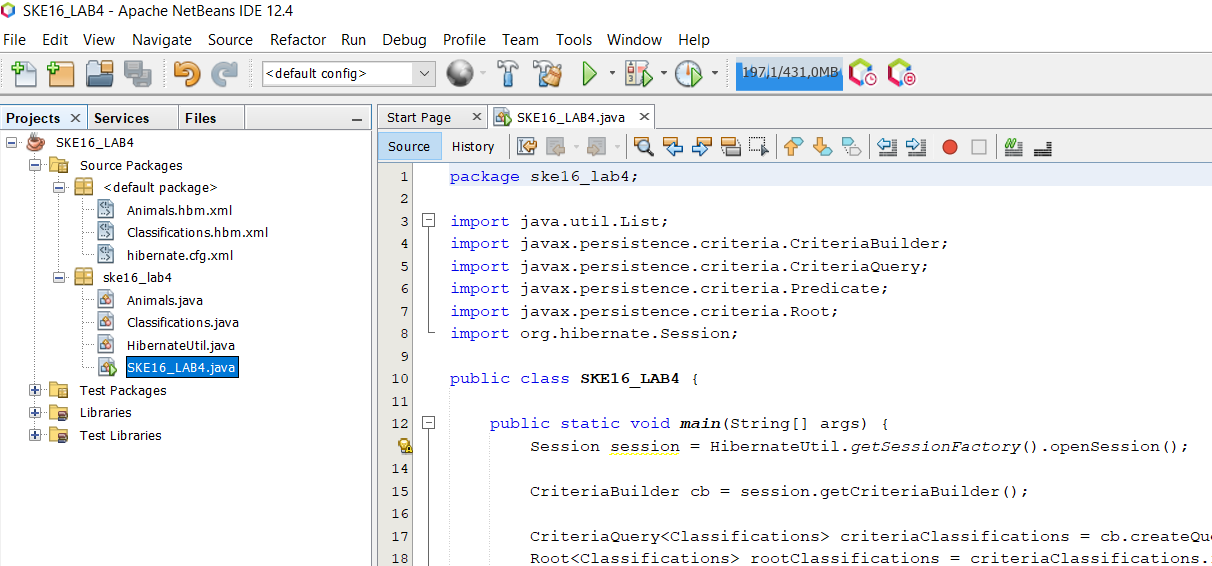 SKE16_LAB4 - Apache NetBeans IDE 12.4
File Edit View Navigate Source Refactor Run Debug Profile Team Tools Window Help
<default config>
197,1/431,0MB
Projects Services Files
SKE16_LAB4
Source Packages
<default package>
Animals.hbm.xml
Classifications.hbm.xml
hibernate.cfg.xml
ske16_lab4
Animals.java
Classifications.java
HibernateUtil.java
SKE16_LAB4.java
Test Packages
Libraries
Test Libraries
Start Page SKE16_LAB4.java
Source History
1 package ske16_lab4;
2
3 import java.util.List;
4 import javax.persistence.criteria.CriteriaBuilder;
5 import javax.persistence.criteria.CriteriaQuery;
6 import javax.persistence.criteria.Predicate;
7 import javax.persistence.criteria.Root;
8 import org.hibernate.Session;
9
10 public class SKE16_LAB4 {
11
12 public static void main(String[] args) {
Session session = HibernateUtil.getSessionFactory().openSession();
14
15 CriteriaBuilder cb = session.getCriteriaBuilder();
16
17 CriteriaQuery<Classifications> criteriaClassifications = cb.createQu
18 Root<Classifications> rootClassifications = criteriaClassifications.